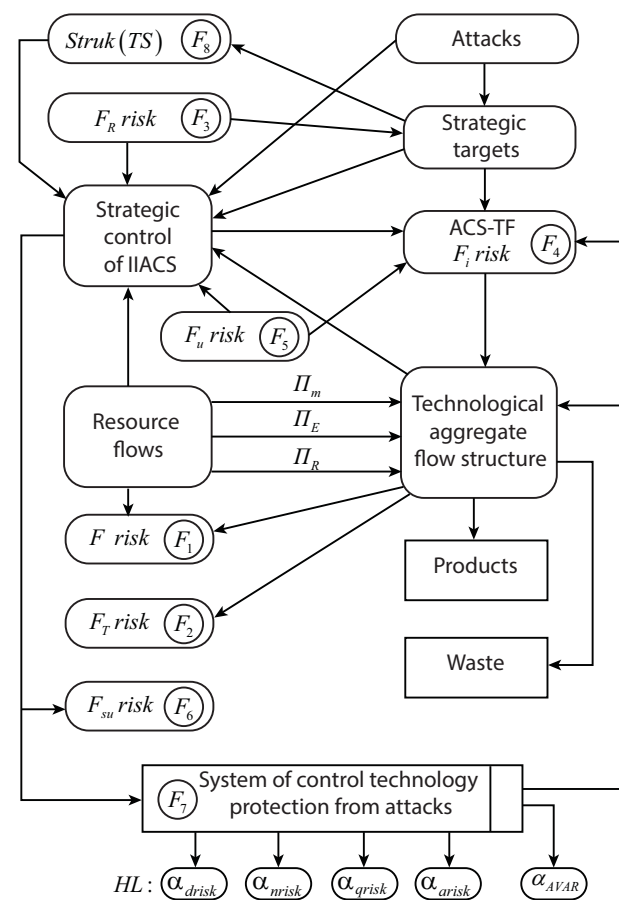 Struk(TS) F₈
Attacks
F_R risk F₃
Strategic
targets
Strategic
control
of IIACS
ACS-TF
F_i risk F₄
F_u risk F₅
Resource
flows
Π_m
Π_E
Π_R
Technological
aggregate
flow structure
F risk F₁
Products
F_T risk F₂
Waste
F_su risk F₆
F₇
System of control technology
protection from attacks
HL : α_drisk α_nrisk α_qrisk α_arisk α_AVAR